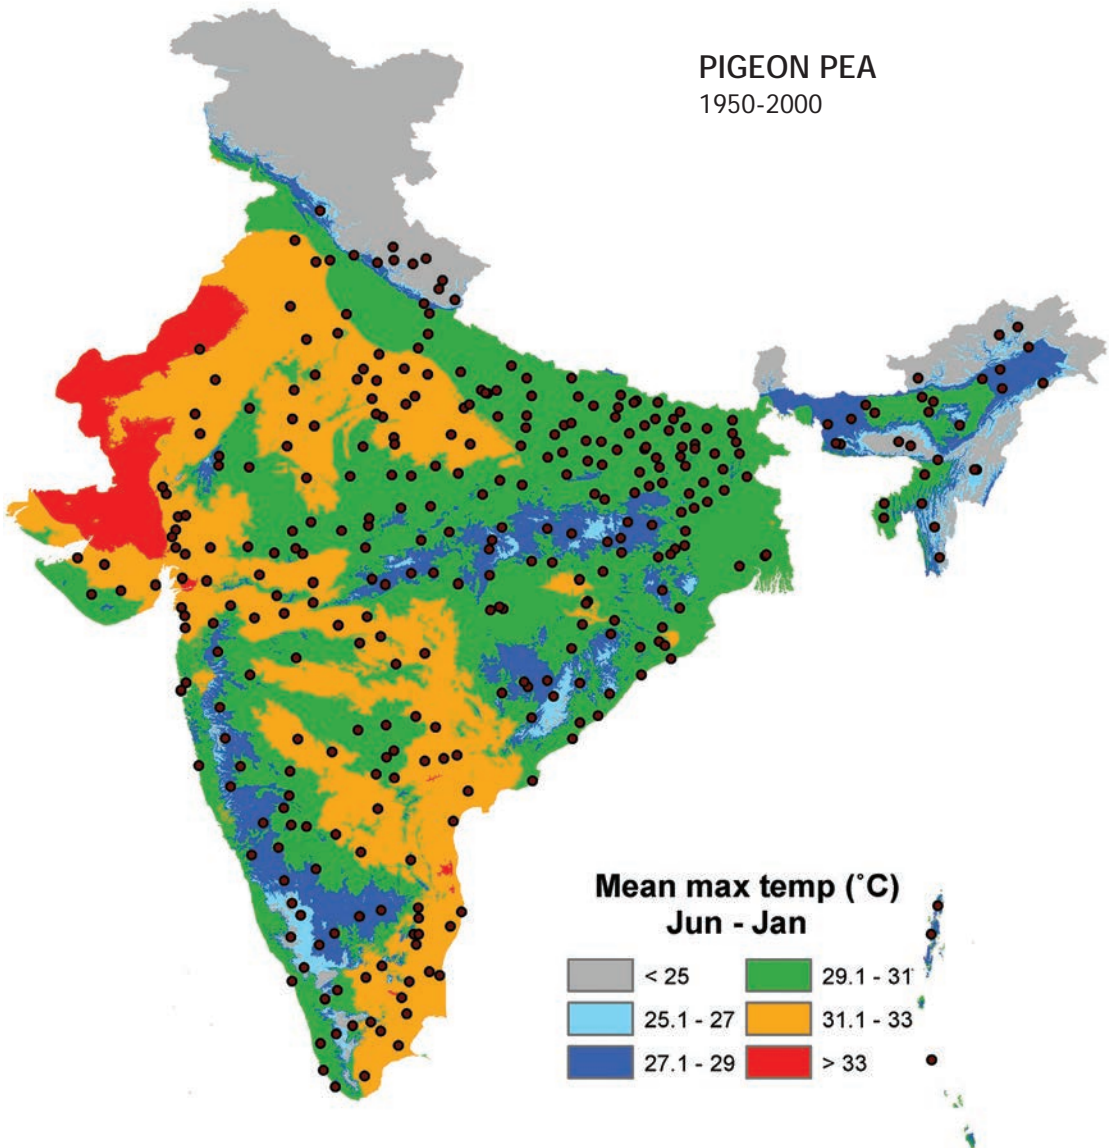 PIGEON PEA
1950-2000
Mean max temp (˚C)
Jun - Jan
< 25
29.1 - 31
25.1 - 27
31.1 - 33
27.1 - 29
> 33